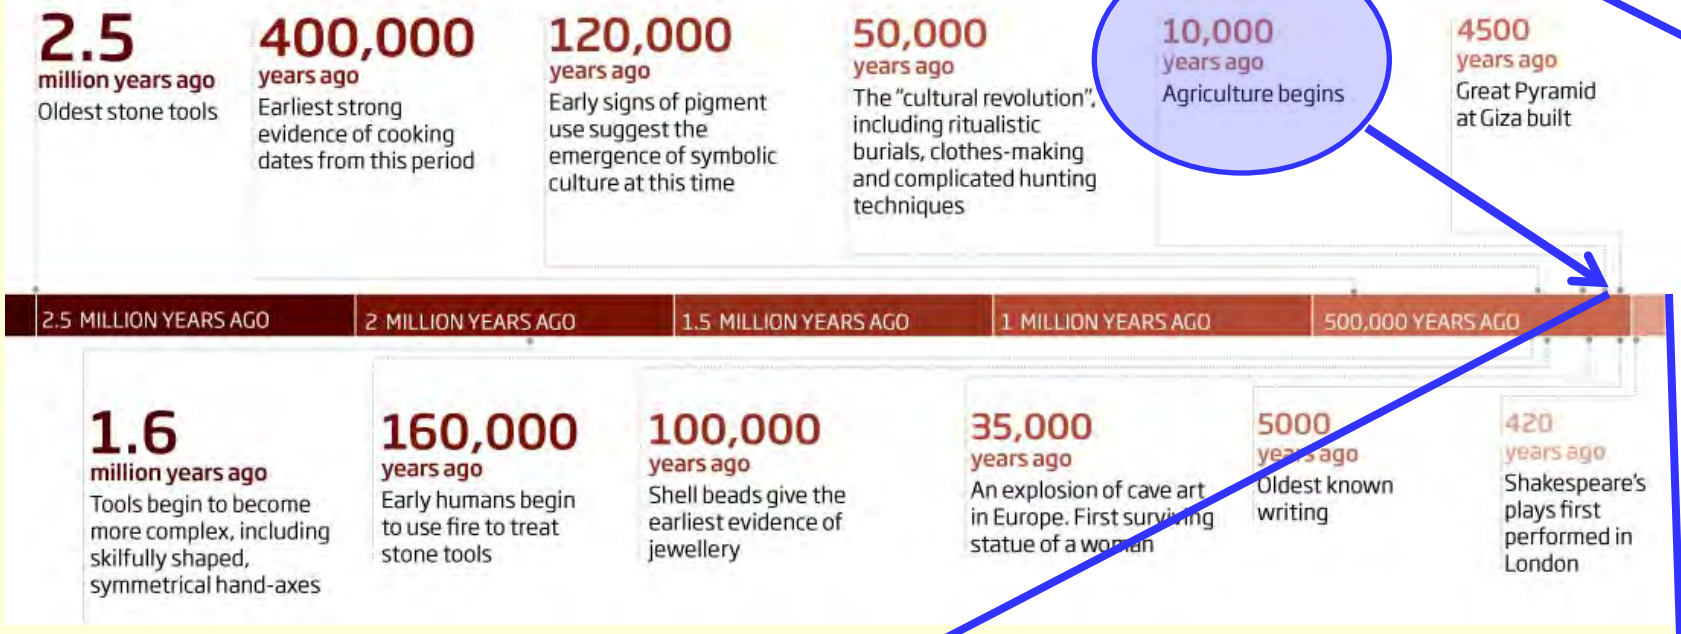 2.5
million years ago
Oldest stone tools
400,000
years ago
Earliest strong
evidence of cooking
dates from this period
120,000
years ago
Early signs of pigment
use suggest the
emergence of symbolic
culture at this time
50,000
years ago
The "cultural revolution",
including ritualistic
burials, clothes-making
and complicated hunting
techniques
10,000
years ago
Agriculture begins
4500
years ago
Great Pyramid
at Giza built
2.5 MILLION YEARS AGO
2 MILLION YEARS AGO
1.5 MILLION YEARS AGO
1 MILLION YEARS AGO
500,000 YEARS AGO
1.6
million years ago
Tools begin to become
more complex, including
skilfully shaped,
symmetrical hand-axes
160,000
years ago
Early humans begin
to use fire to treat
stone tools
100,000
years ago
Shell beads give the
earliest evidence of
jewellery
35,000
years ago
An explosion of cave art
in Europe. First surviving
statue of a woman
5000
years ago
Oldest known
writing
420
years ago
Shakespeare's
plays first
performed in
London